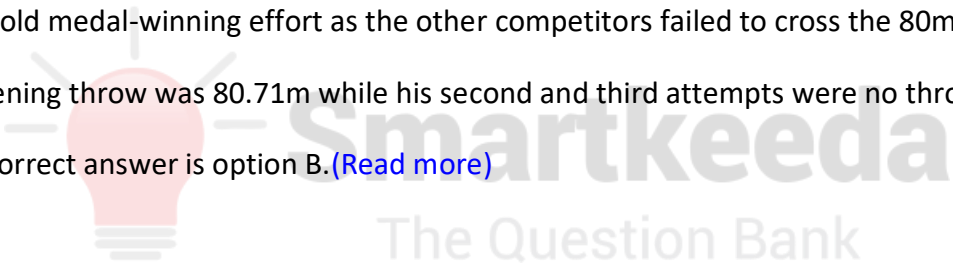 old medal-winning effort as the other competitors failed to cross the 80m
ening throw was 80.71m while his second and third attempts were no thro
orrect answer is option B.(Read more)
Smartkeeda
The Question Bank